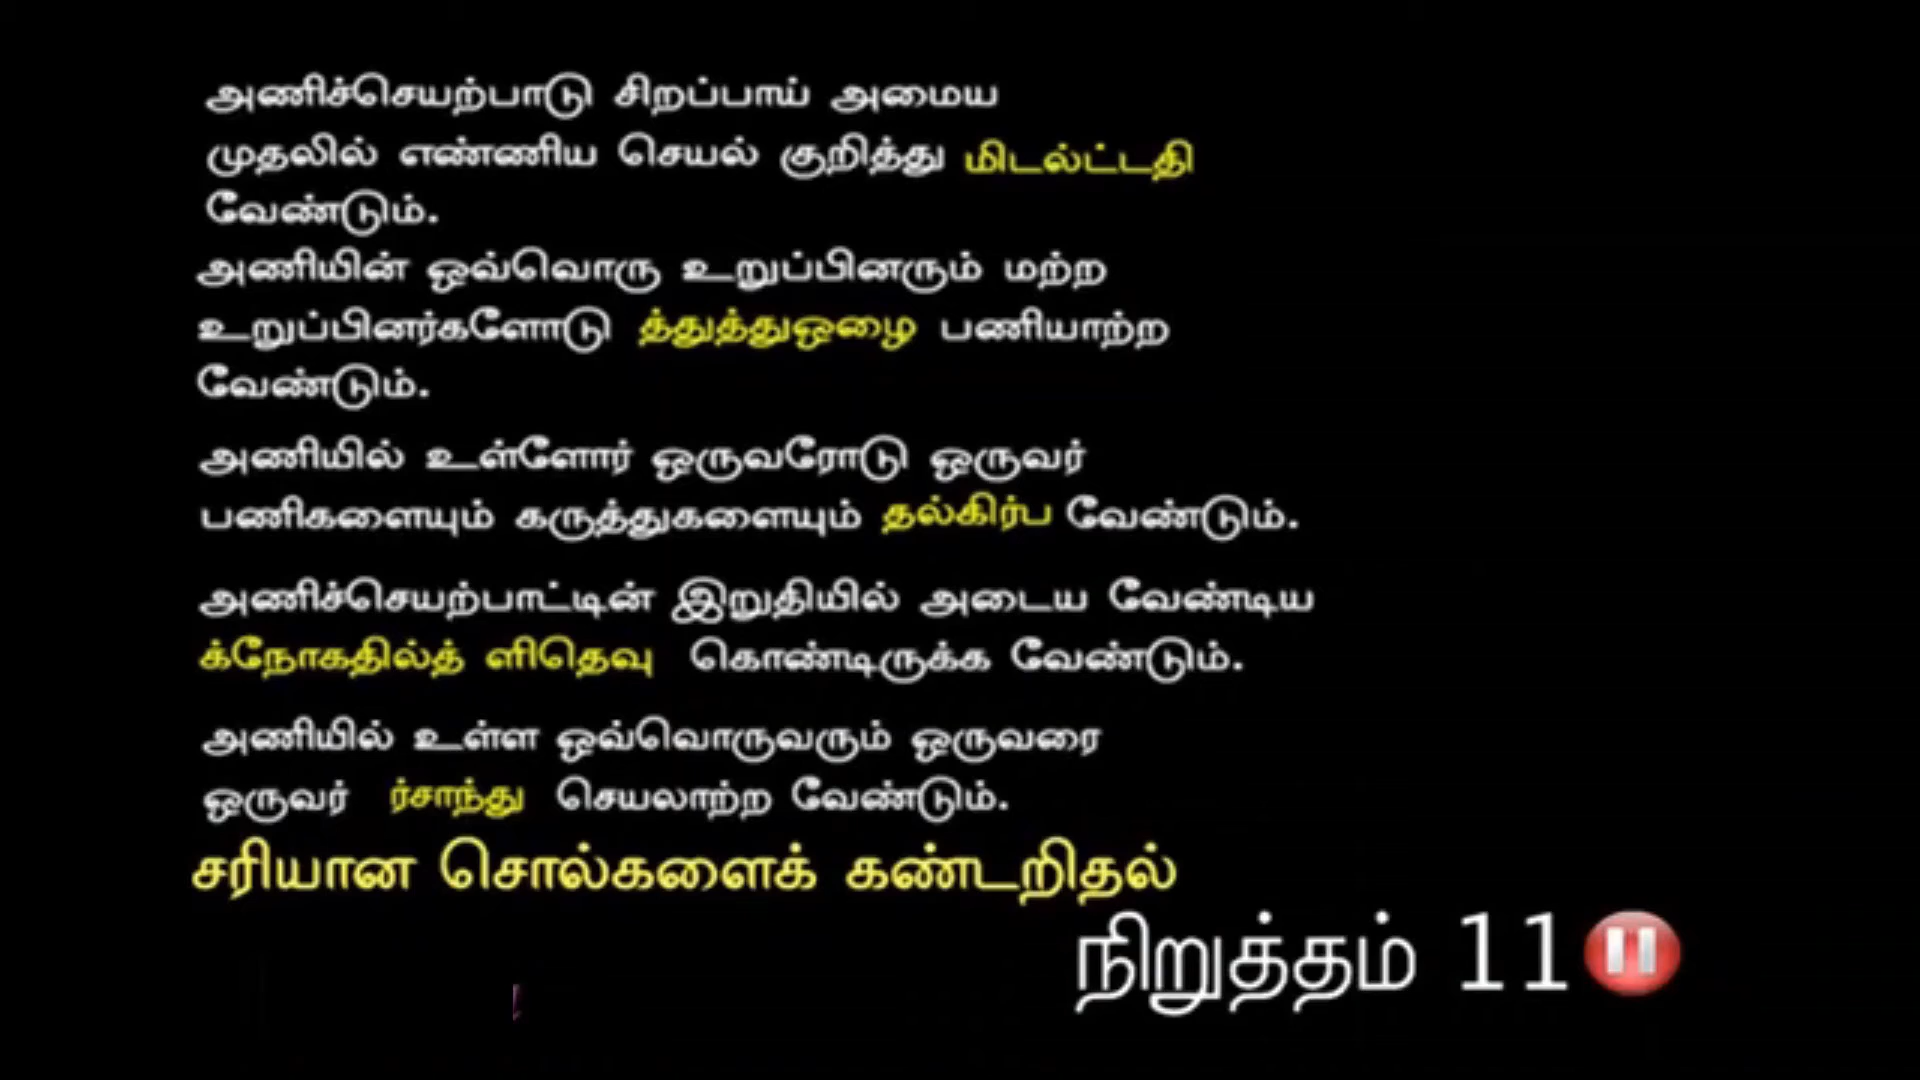 அணிச்செயற்பாடு சிறப்பாய் அமைய
முதலில் எண்ணிய செயல் குறித்து மிடல்ட்டதி
வேண்டும்.
அணியின் ஒவ்வொரு உறுப்பினரும் மற்ற
உறுப்பினர்களோடு த்துத்துஒழை பணியாற்ற
வேண்டும்.
அணியில் உள்ளோர் ஒருவரோடு ஒருவர்
பணிகளையும் கருத்துகளையும் தல்கிர்ப வேண்டும்.
அணிச்செயற்பாட்டின் இறுதியில் அடைய வேண்டிய
க்நோகதில்த் ளிதெவு கொண்டிருக்க வேண்டும்.
அணியில் உள்ள ஒவ்வொருவரும் ஒருவரை
ஒருவர் ர்சாந்து செயலாற்ற வேண்டும்.
சரியான சொல்களைக் கண்டறிதல்
நிறுத்தம் 11